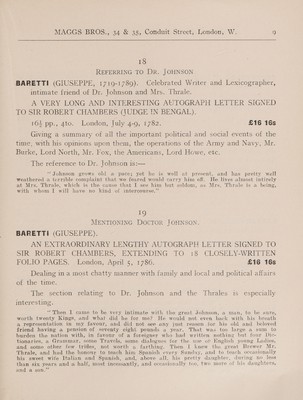 MAGGS BROS., 34 & 35, Conduit Street, London, W. 9
18
REFERRING TO DR. JOHNSON
BARETTI (GIUSEPPE, 1719-1789). Celebrated Writer and Lexicographer,
intimate friend of Dr. Johnson and Mrs. Thrale.
A VERY LONG AND INTERESTING AUTOGRAPH LETTER SIGNED
TO SIR ROBERT CHAMBERS (JUDGE IN BENGAL).
16½ pp., 4to. London, July 4-9, 1782. £16 16s
Giving a summary of all the important political and social events of the
time, with his opinions upon them, the operations of the Army and Navy, Mr.
Burke, Lord North, Mr. Fox, the Americans, Lord Howe, etc.
The reference to Dr. Johnson is:—
"Johnson grows old a pace; yet he is well at present, and has pretty well
weathered a terrible complaint that we feared would carry him off. He lives almost intirely
at Mrs. Thrale, which is the cause that I see him but seldom, as Mrs. Thrale is a being,
with whom I will have no kind of intercourse."
19
MENTIONING DOCTOR JOHNSON.
BARETTI (GIUSEPPE).
AN EXTRAORDINARY LENGTHY AUTOGRAPH LETTER SIGNED TO
SIR ROBERT CHAMBERS, EXTENDING TO 18 CLOSELY-WRITTEN
FOLIO PAGES. London, April 5, 1786. £16 16s
Dealing in a most chatty manner with family and local and political affairs
of the time.
The section relating to Dr. Johnson and the Thrales is especially
interesting.
"Then I came to be very intimate with the great Johnson, a man, to be sure,
worth twenty Kings, and what did he for me? He would not even back with his breath
a representation in my favour, and did not see any just reason for his old and beloved
friend having a pension of seventy eight pounds a year. That was too large a sum to
burden the nation with, in favour of a foreigner who had written useless fat four Dictionaries,
taries, a Grammar, some Travels, some dialogues for the use of English young Ladies,
and some other few trifles, not worth a farthing. Then I knew the great Brewer Mr.
Thrale, and had the honour to teach him Spanish every Sunday, and to teach occasionally
his sweet wife Italian and Spanish, and, above all, his pretty daughter, during no less
than six years and a half, most incessantly, and occasionally too, two more of his daughters,
and a son."